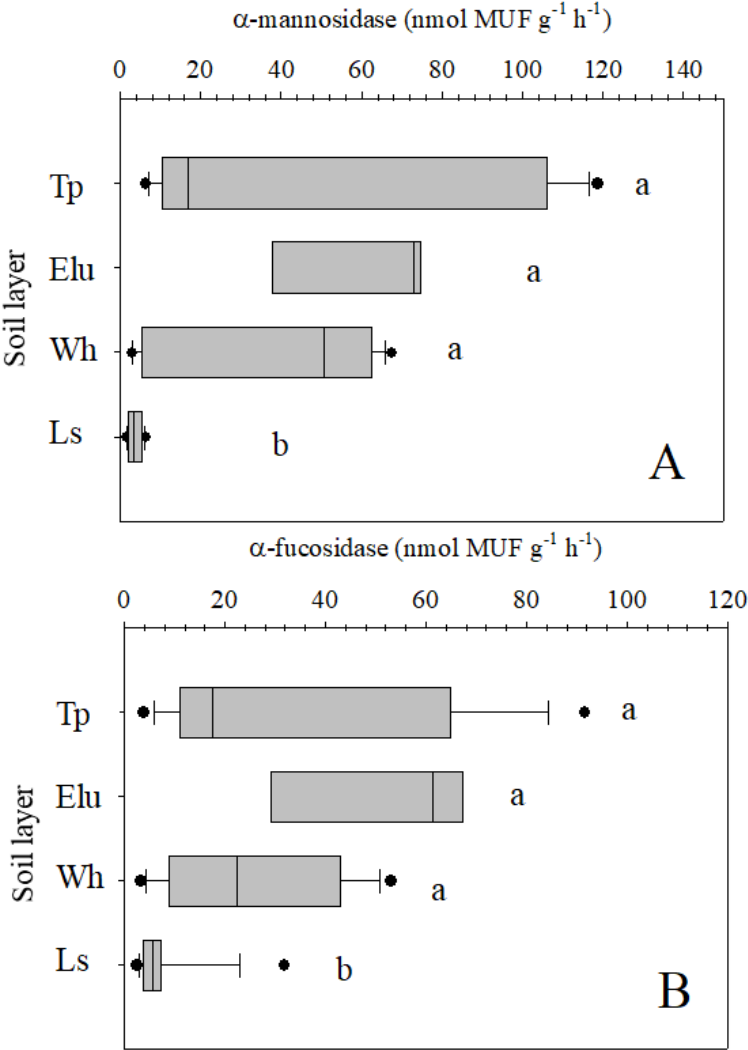 α-mannosidase (nmol MUF g⁻¹ h⁻¹)
0 20 40 60 80 100 120 140
Tp a
Elu a
Wh a
Ls b
Soil layer
A
α-fucosidase (nmol MUF g⁻¹ h⁻¹)
0 20 40 60 80 100 120
Tp a
Elu a
Wh a
Ls b
Soil layer
B